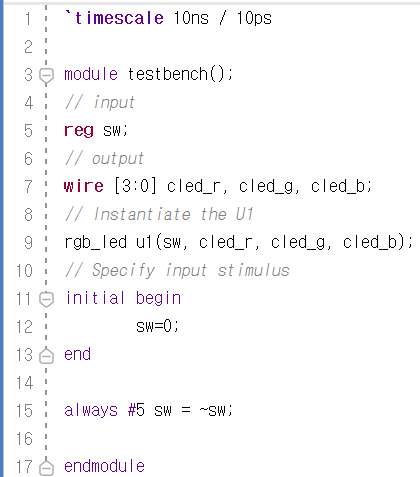 1 `timescale 10ns / 10ps
2
3 module testbench();
4 // input
5 reg sw;
6 // output
7 wire [3:0] cled_r, cled_g, cled_b;
8 // Instantiate the U1
9 rgb_led u1(sw, cled_r, cled_g, cled_b);
10 // Specify input stimulus
11 initial begin
12 sw=0;
13 end
14
15 always #5 sw = ~sw;
16
17 endmodule